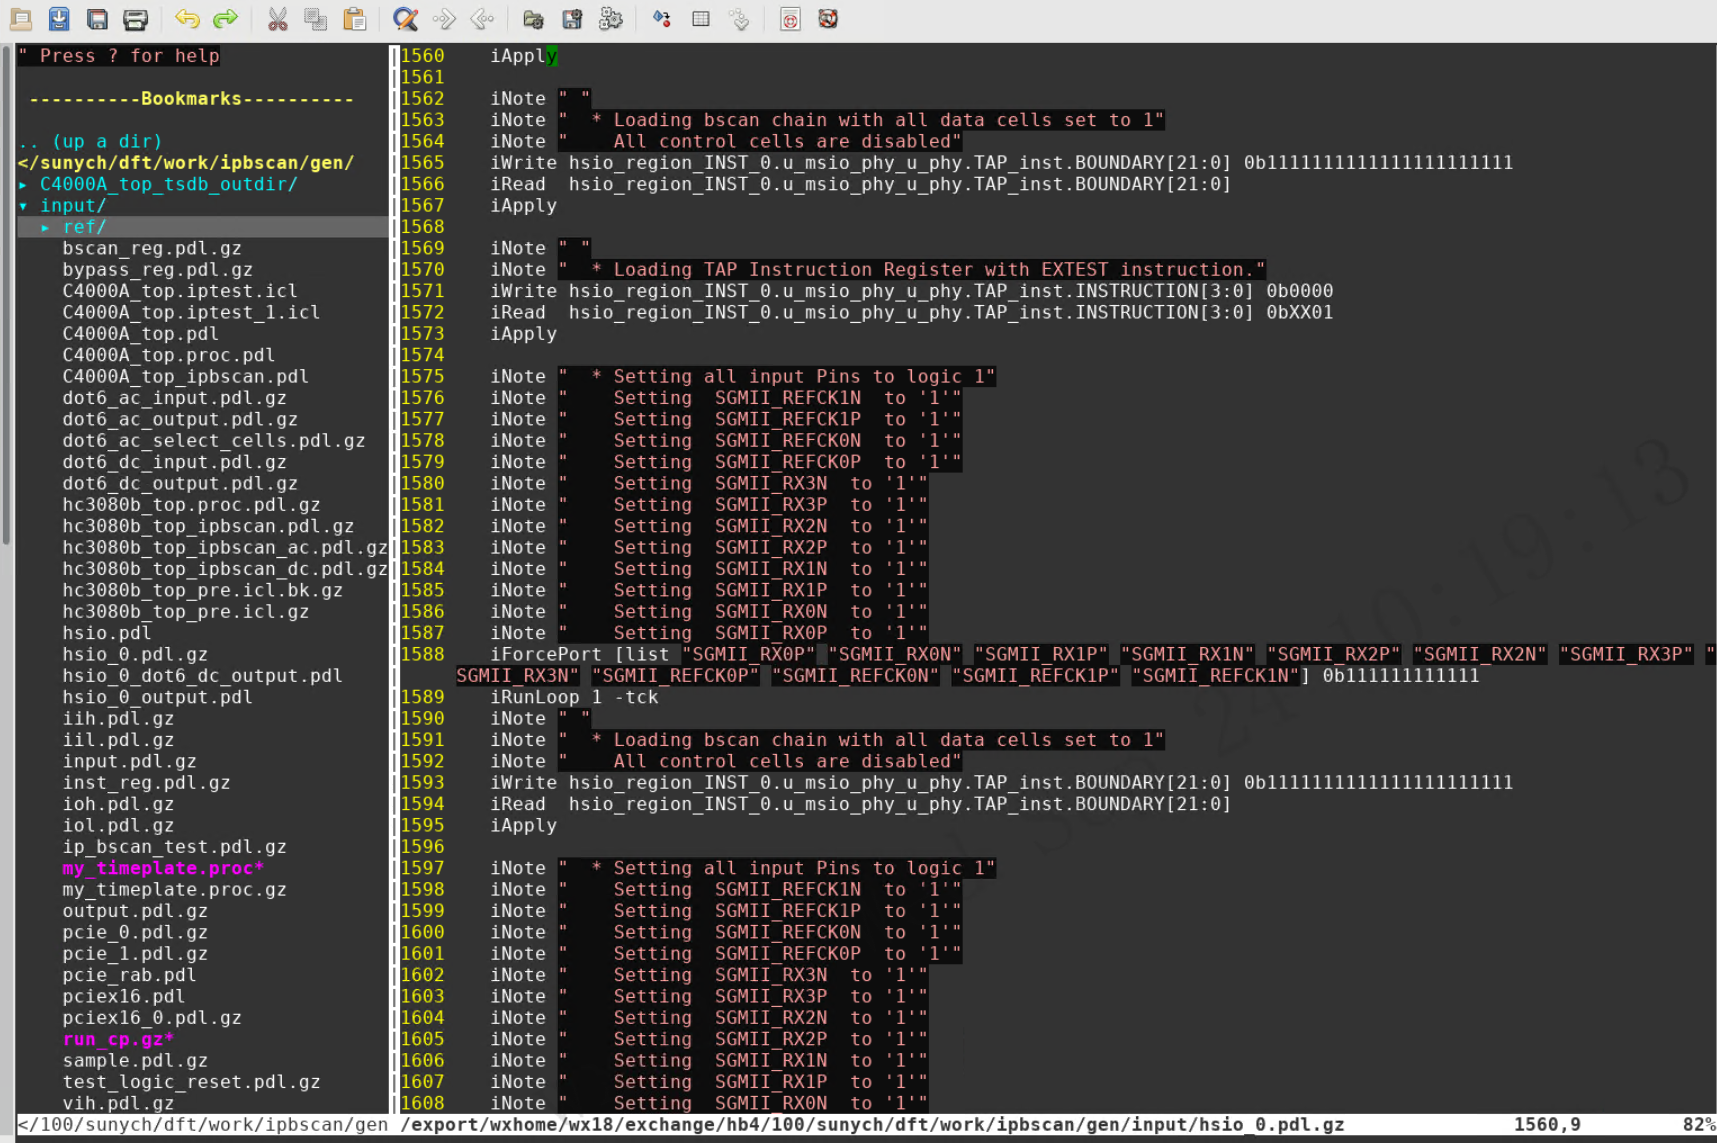 " Press ? for help
----------Bookmarks----------
.. (up a dir)
</sunych/dft/work/ipbscan/gen/
▸ C4000A_top_tsdb_outdir/
▾ input/
▸ ref/
bscan_reg.pdl.gz
bypass_reg.pdl.gz
C4000A_top.iptest.icl
C4000A_top.iptest_1.icl
C4000A_top.pdl
C4000A_top.proc.pdl
C4000A_top_ipbscan.pdl
dot6_ac_input.pdl.gz
dot6_ac_output.pdl.gz
dot6_ac_select_cells.pdl.gz
dot6_dc_input.pdl.gz
dot6_dc_output.pdl.gz
hc3080b_top.proc.pdl.gz
hc3080b_top_ipbscan.pdl.gz
hc3080b_top_ipbscan_ac.pdl.gz
hc3080b_top_ipbscan_dc.pdl.gz
hc3080b_top_pre.icl.bk.gz
hc3080b_top_pre.icl.gz
hsio.pdl
hsio_0.pdl.gz
hsio_0_dot6_dc_output.pdl
hsio_0_output.pdl
iih.pdl.gz
iil.pdl.gz
input.pdl.gz
inst_reg.pdl.gz
ioh.pdl.gz
iol.pdl.gz
ip_bscan_test.pdl.gz
my_timeplate.proc*
my_timeplate.proc.gz
output.pdl.gz
pcie_0.pdl.gz
pcie_1.pdl.gz
pcie_rab.pdl
pciex16.pdl
pciex16_0.pdl.gz
run_cp.gz*
sample.pdl.gz
test_logic_reset.pdl.gz
vih.pdl.gz
</100/sunych/dft/work/ipbscan/gen
1560 iApply
1561
1562 iNote " "
1563 iNote "  * Loading bscan chain with all data cells set to 1"
1564 iNote "    All control cells are disabled"
1565 iWrite hsio_region_INST_0.u_msio_phy_u_phy.TAP_inst.BOUNDARY[21:0] 0b1111111111111111111111
1566 iRead  hsio_region_INST_0.u_msio_phy_u_phy.TAP_inst.BOUNDARY[21:0]
1567 iApply
1568
1569 iNote " "
1570 iNote "  * Loading TAP Instruction Register with EXTEST instruction."
1571 iWrite hsio_region_INST_0.u_msio_phy_u_phy.TAP_inst.INSTRUCTION[3:0] 0b0000
1572 iRead  hsio_region_INST_0.u_msio_phy_u_phy.TAP_inst.INSTRUCTION[3:0] 0bXX01
1573 iApply
1574
1575 iNote "  * Setting all input Pins to logic 1"
1576 iNote "    Setting  SGMII_REFCK1N  to '1'"
1577 iNote "    Setting  SGMII_REFCK1P  to '1'"
1578 iNote "    Setting  SGMII_REFCK0N  to '1'"
1579 iNote "    Setting  SGMII_REFCK0P  to '1'"
1580 iNote "    Setting  SGMII_RX3N  to '1'"
1581 iNote "    Setting  SGMII_RX3P  to '1'"
1582 iNote "    Setting  SGMII_RX2N  to '1'"
1583 iNote "    Setting  SGMII_RX2P  to '1'"
1584 iNote "    Setting  SGMII_RX1N  to '1'"
1585 iNote "    Setting  SGMII_RX1P  to '1'"
1586 iNote "    Setting  SGMII_RX0N  to '1'"
1587 iNote "    Setting  SGMII_RX0P  to '1'"
1588 iForcePort [list "SGMII_RX0P" "SGMII_RX0N" "SGMII_RX1P" "SGMII_RX1N" "SGMII_RX2P" "SGMII_RX2N" "SGMII_RX3P" "
SGMII_RX3N" "SGMII_REFCK0P" "SGMII_REFCK0N" "SGMII_REFCK1P" "SGMII_REFCK1N"] 0b111111111111
1589 iRunLoop 1 -tck
1590 iNote " "
1591 iNote "  * Loading bscan chain with all data cells set to 1"
1592 iNote "    All control cells are disabled"
1593 iWrite hsio_region_INST_0.u_msio_phy_u_phy.TAP_inst.BOUNDARY[21:0] 0b1111111111111111111111
1594 iRead  hsio_region_INST_0.u_msio_phy_u_phy.TAP_inst.BOUNDARY[21:0]
1595 iApply
1596
1597 iNote "  * Setting all input Pins to logic 1"
1598 iNote "    Setting  SGMII_REFCK1N  to '1'"
1599 iNote "    Setting  SGMII_REFCK1P  to '1'"
1600 iNote "    Setting  SGMII_REFCK0N  to '1'"
1601 iNote "    Setting  SGMII_REFCK0P  to '1'"
1602 iNote "    Setting  SGMII_RX3N  to '1'"
1603 iNote "    Setting  SGMII_RX3P  to '1'"
1604 iNote "    Setting  SGMII_RX2N  to '1'"
1605 iNote "    Setting  SGMII_RX2P  to '1'"
1606 iNote "    Setting  SGMII_RX1N  to '1'"
1607 iNote "    Setting  SGMII_RX1P  to '1'"
1608 iNote "    Setting  SGMII_RX0N  to '1'"
/export/wxhome/wx18/exchange/hb4/100/sunych/dft/work/ipbscan/gen/input/hsio_0.pdl.gz 1560,9 82%